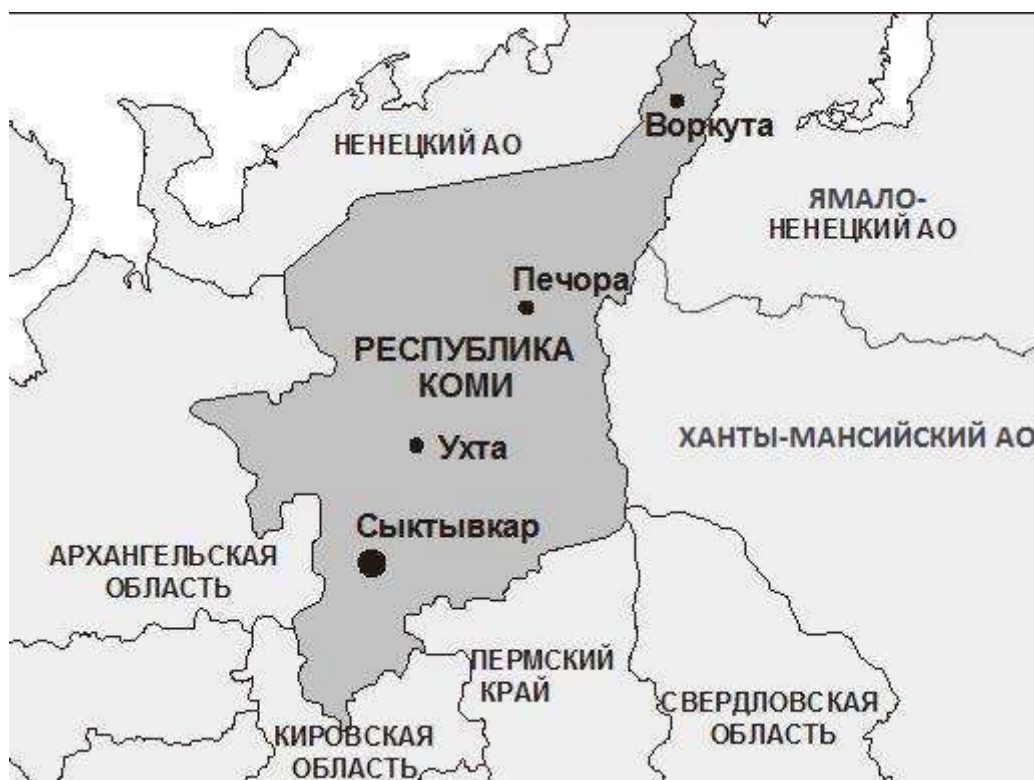 Воркута
НЕНЕЦКИЙ АО
ЯМАЛО-
НЕНЕЦКИЙ АО
Печора
РЕСПУБЛИКА
КОМИ
ХАНТЫ-МАНСИЙСКИЙ АО
Ухта
Сыктывкар
АРХАНГЕЛЬСКАЯ
ОБЛАСТЬ
ПЕРМСКИЙ
КРАЙ
СВЕРДЛОВСКАЯ
ОБЛАСТЬ
КИРОВСКАЯ
ОБЛАСТЬ